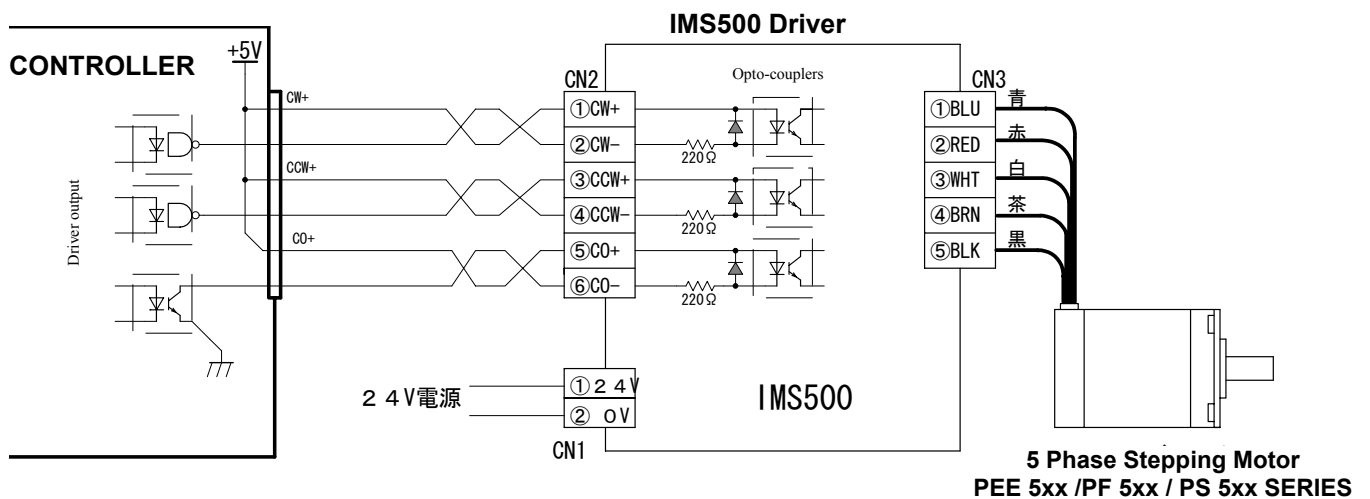 IMS500 Driver
CONTROLLER
+5V
CW+
CCW+
CO+
Driver output
CN2
①CW+
②CW-
③CCW+
④CCW-
⑤CO+
⑥CO-
Opto-couplers
220Ω
220Ω
220Ω
CN3
①BLU
②RED
③WHT
④BRN
⑤BLK
青
赤
白
茶
黒
24V電源
①24V
②0V
CN1
IMS500
5 Phase Stepping Motor
PEE 5xx /PF 5xx / PS 5xx SERIES